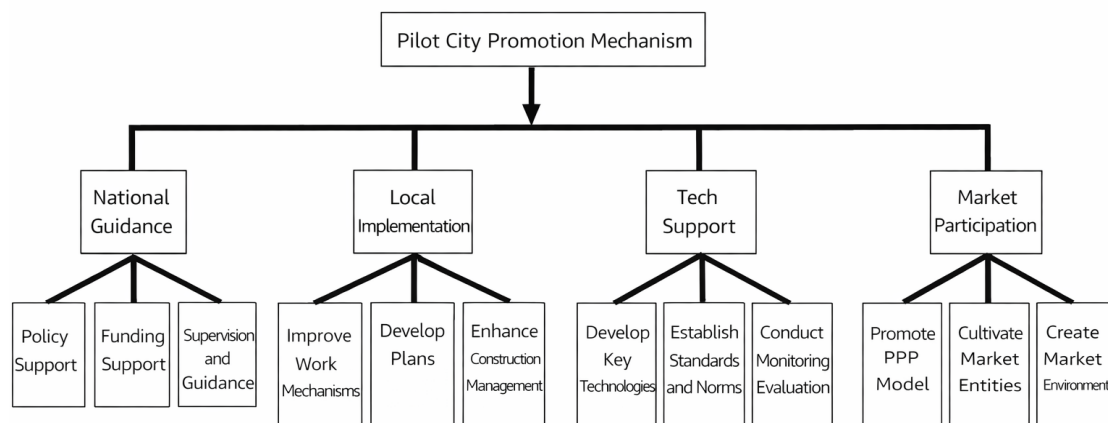 Pilot City Promotion Mechanism
National
Guidance
Local
Implementation
Tech
Support
Market
Participation
Policy
Support
Funding
Support
Supervision
and
Guidance
Improve
Work
Mechanisms
Develop
Plans
Enhance
Construction
Management
Develop
Key
Technologies
Establish
Standards
and Norms
Conduct
Monitoring
Evaluation
Promote
PPP
Model
Cultivate
Market
Entities
Create
Market
Environment